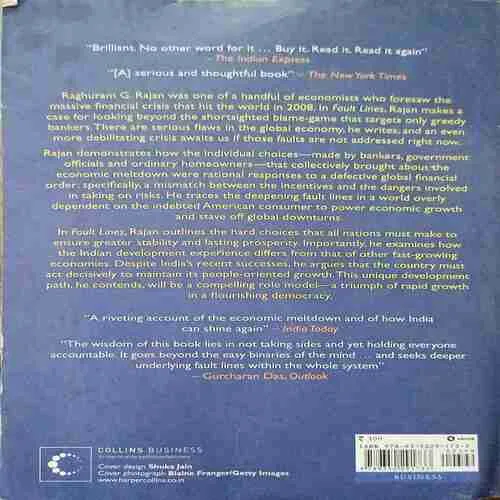 "Brilliant. No other word for it ... Buy it. Read it. Read it again"
– The Indian Express
"[A] serious and thoughtful book" – The New York Times
Raghuram G. Rajan was one of a handful of economists who foresaw the
massive financial crisis that hit the world in 2008. In Fault Lines, Rajan makes a
case for looking beyond the shortsighted blame-game that targets only greedy
bankers. There are serious flaws in the global economy, he writes, and an even
more debilitating crisis awaits us if those faults are not addressed right now.
Rajan demonstrates how the individual choices—made by bankers, government
officials and ordinary homeowners—that collectively brought about the
economic meltdown were rational responses to a defective global financial
order: specifically, a mismatch between the incentives and the dangers involved
in taking on risks. He traces the deepening fault lines in a world overly
dependent on the indebted American consumer to power economic growth
and stave off global downturns.
In Fault Lines, Rajan outlines the hard choices that all nations must make to
ensure greater stability and lasting prosperity. Importantly, he examines how
the Indian development experience differs from that of other fast-growing
economies. Despite India's recent successes, he argues that the country must
act decisively to maintain its people-oriented growth. This unique development
path, he contends, will be a compelling role model—a triumph of rapid growth
in a flourishing democracy.
"A riveting account of the economic meltdown and of how India
can shine again" – India Today
"The wisdom of this book lies in not taking sides and yet holding everyone
accountable. It goes beyond the easy binaries of the mind ... and seeks deeper
underlying fault lines within the whole system"
– Gurcharan Das, Outlook
COLLINS BUSINESS
Cover design Shuka Jain
Cover photograph Blaine Franger/Getty Images
www.harpercollins.co.in
ISBN
BUSINESS